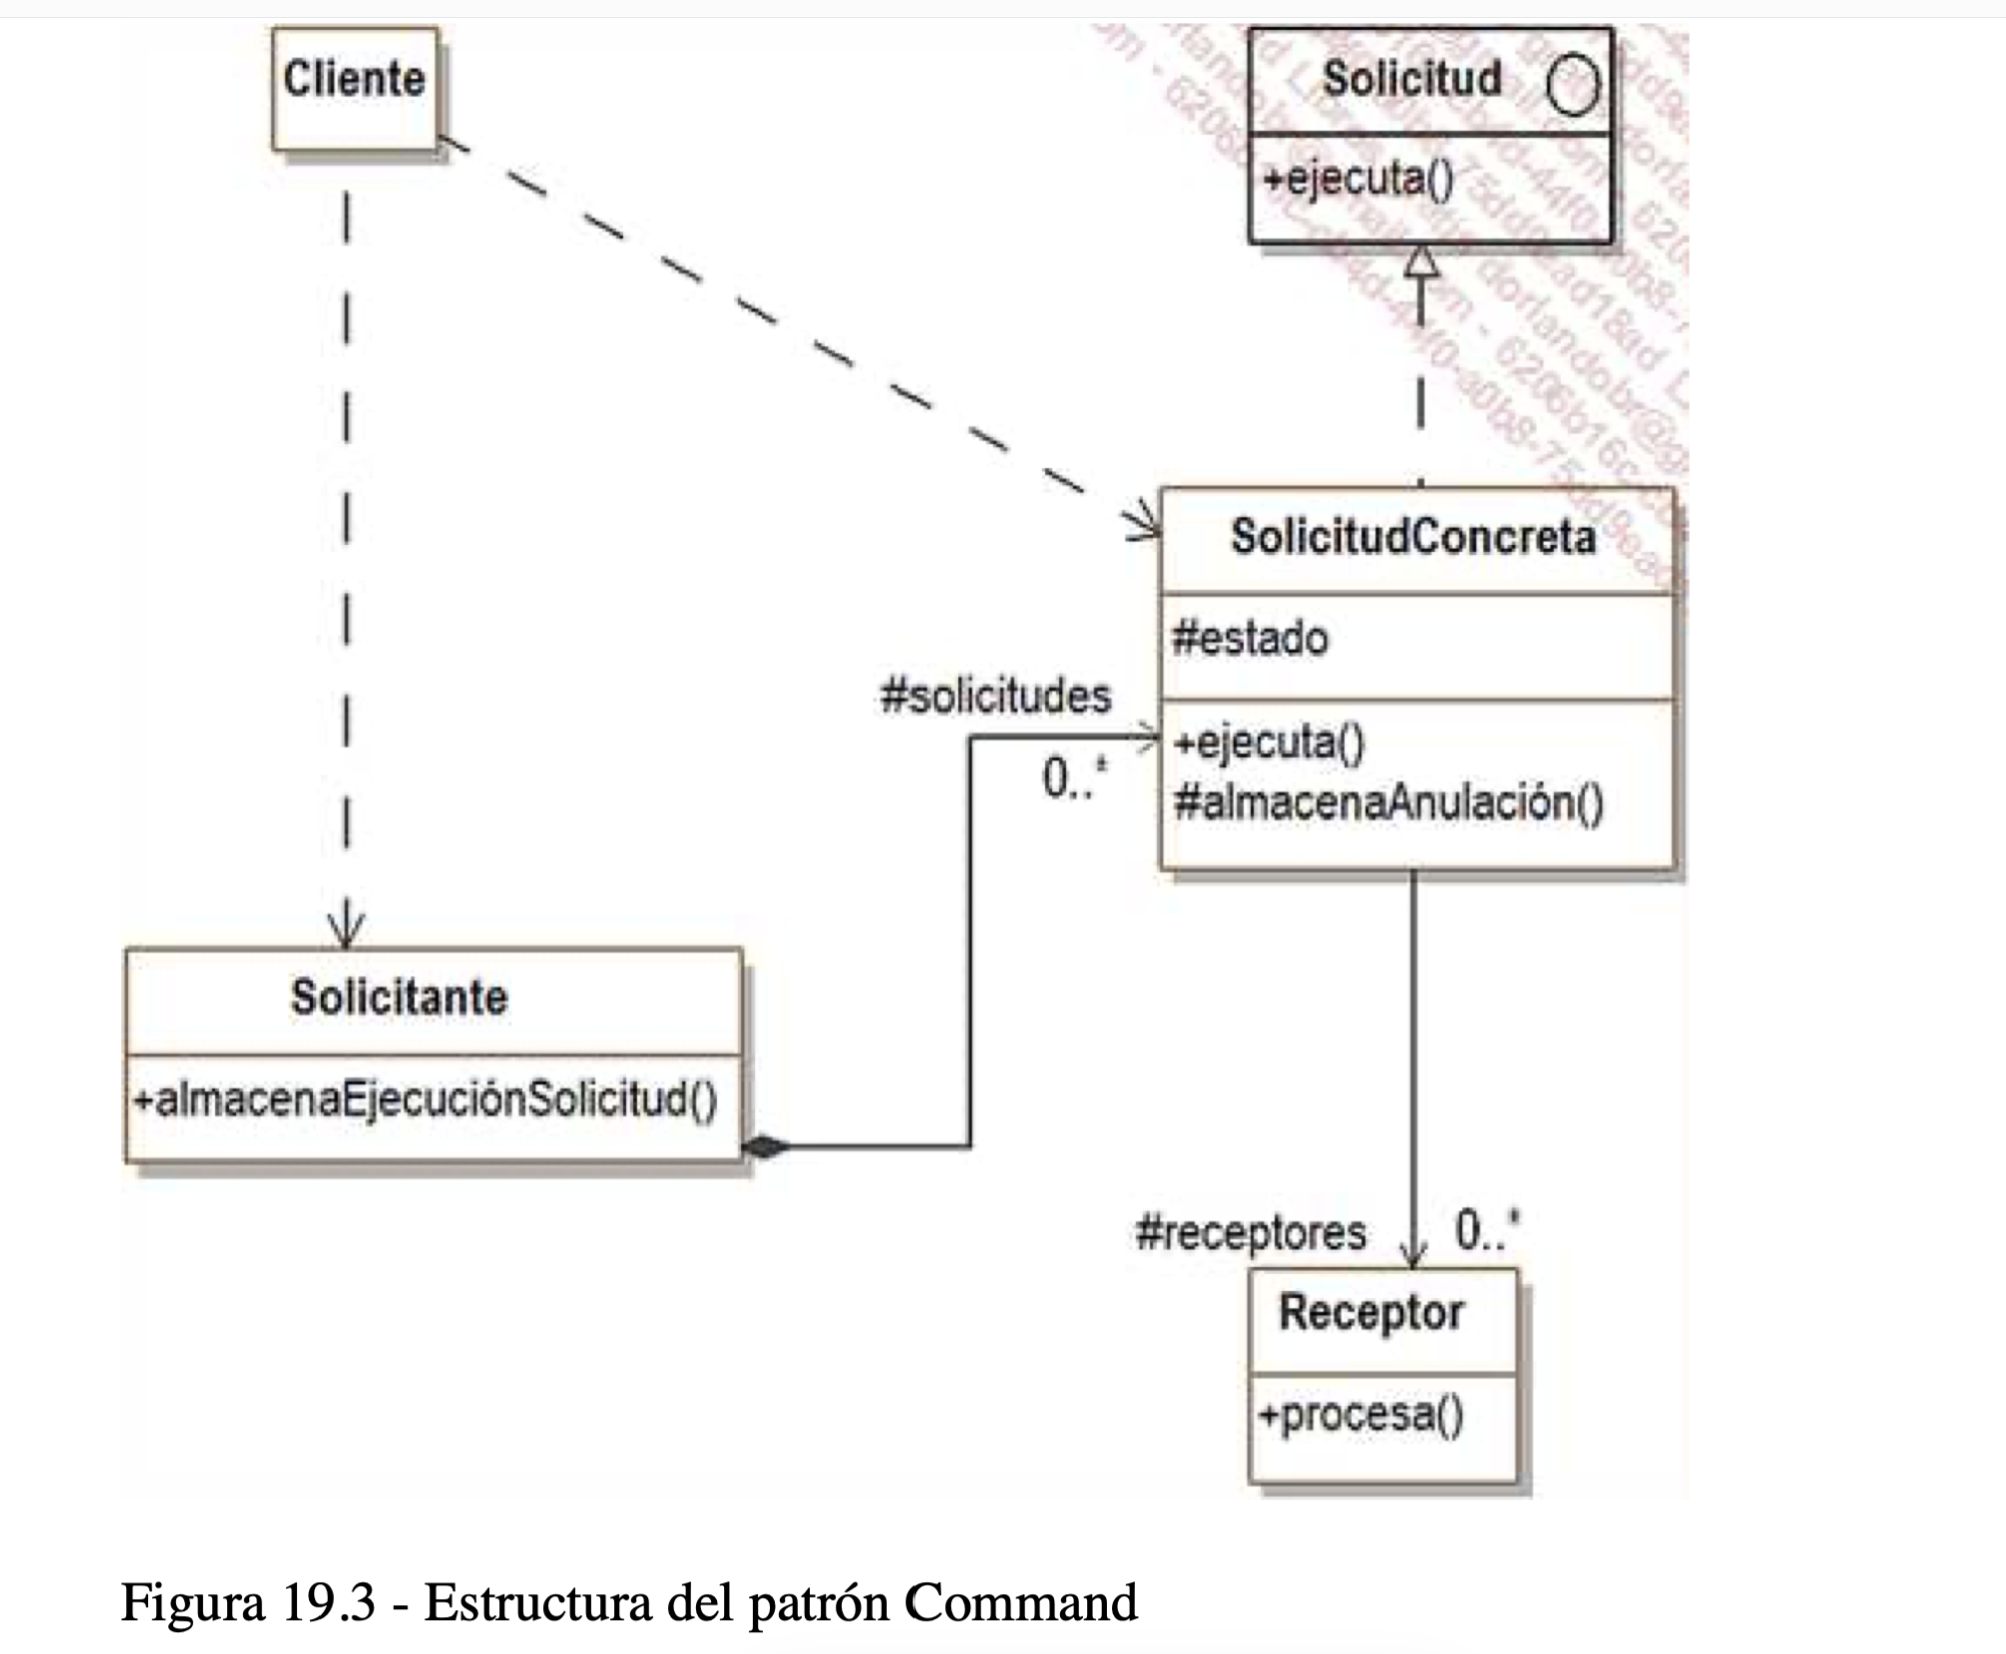 Cliente
Solicitud
+ejecuta()
SolicitudConcreta
#estado
#solicitudes
0..*
+ejecuta()
#almacenaAnulación()
Solicitante
+almacenaEjecuciónSolicitud()
#receptores
0..*
Receptor
+procesa()
Figura 19.3 - Estructura del patrón Command